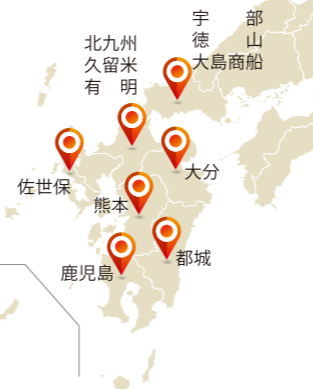 宇　　部
徳　　山
大島商船
北九州
久留米
有　明
大分
佐世保
熊本
都城
鹿児島